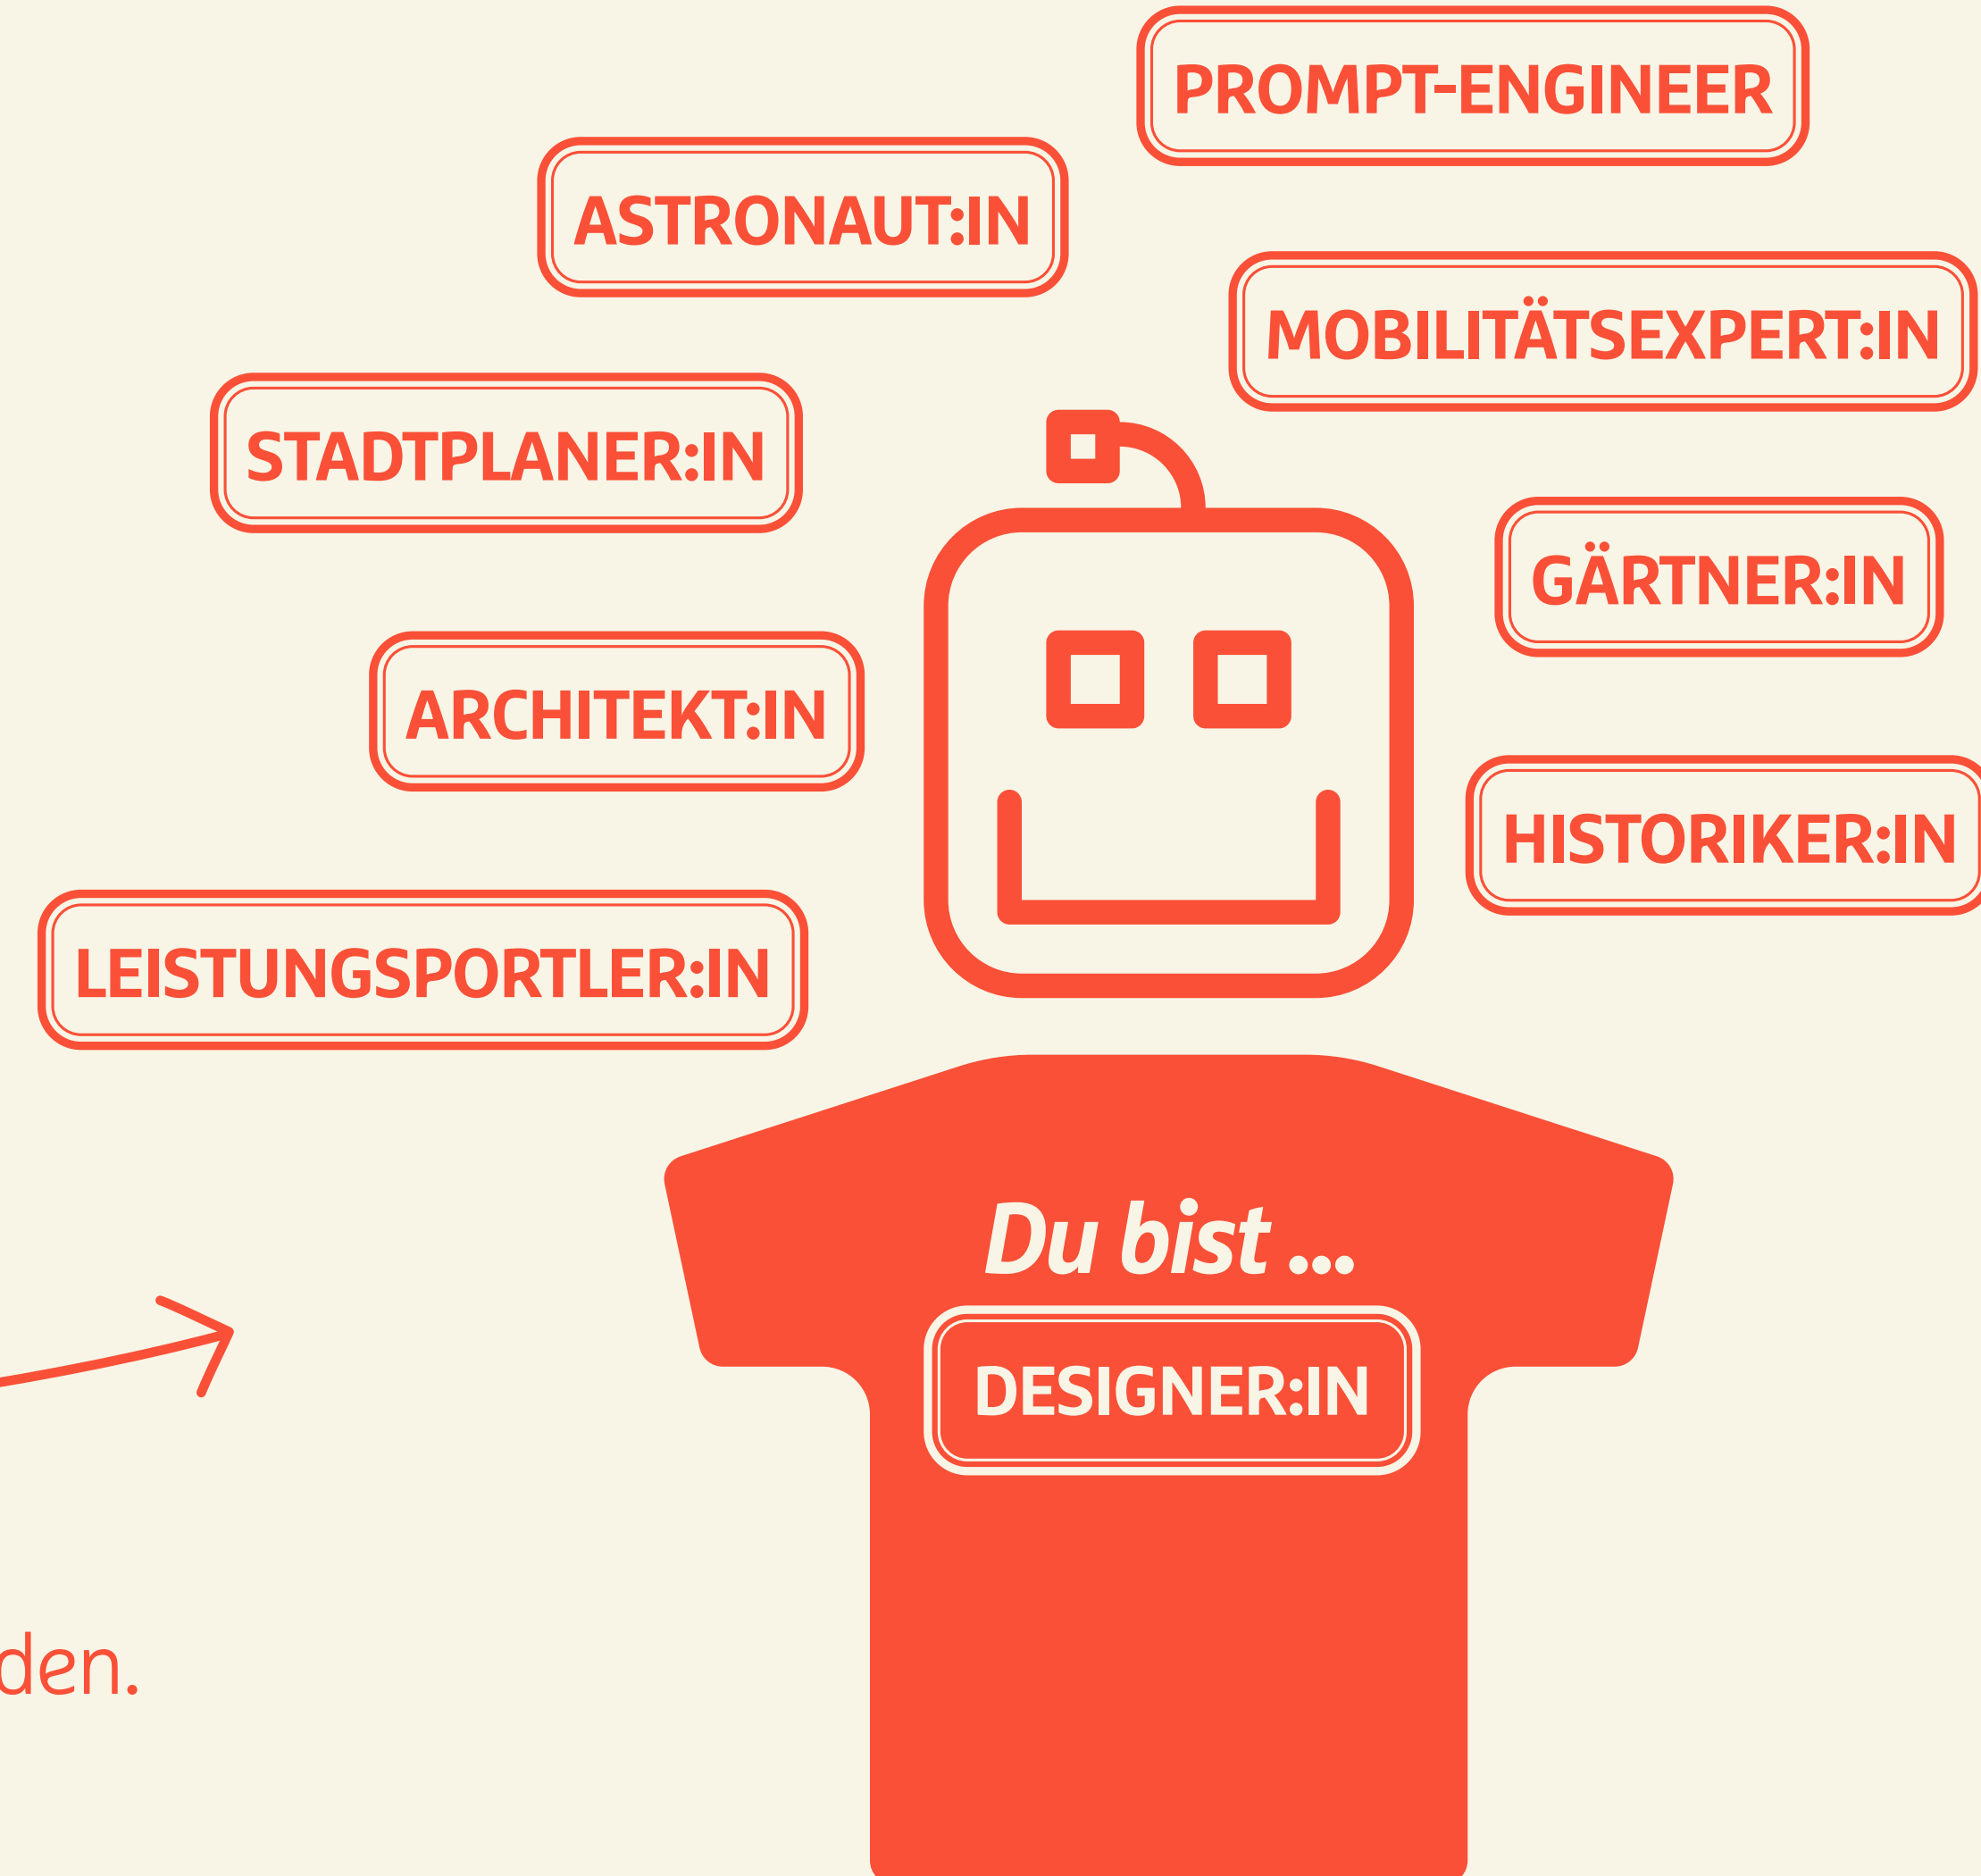 PROMPT-ENGINEER
ASTRONAUT:IN
MOBILITÄTSEXPERT:IN
STADTPLANER:IN
GÄRTNER:IN
ARCHITEKT:IN
HISTORIKER:IN
LEISTUNGSPORTLER:IN
Du bist ...
DESIGNER:IN
den.